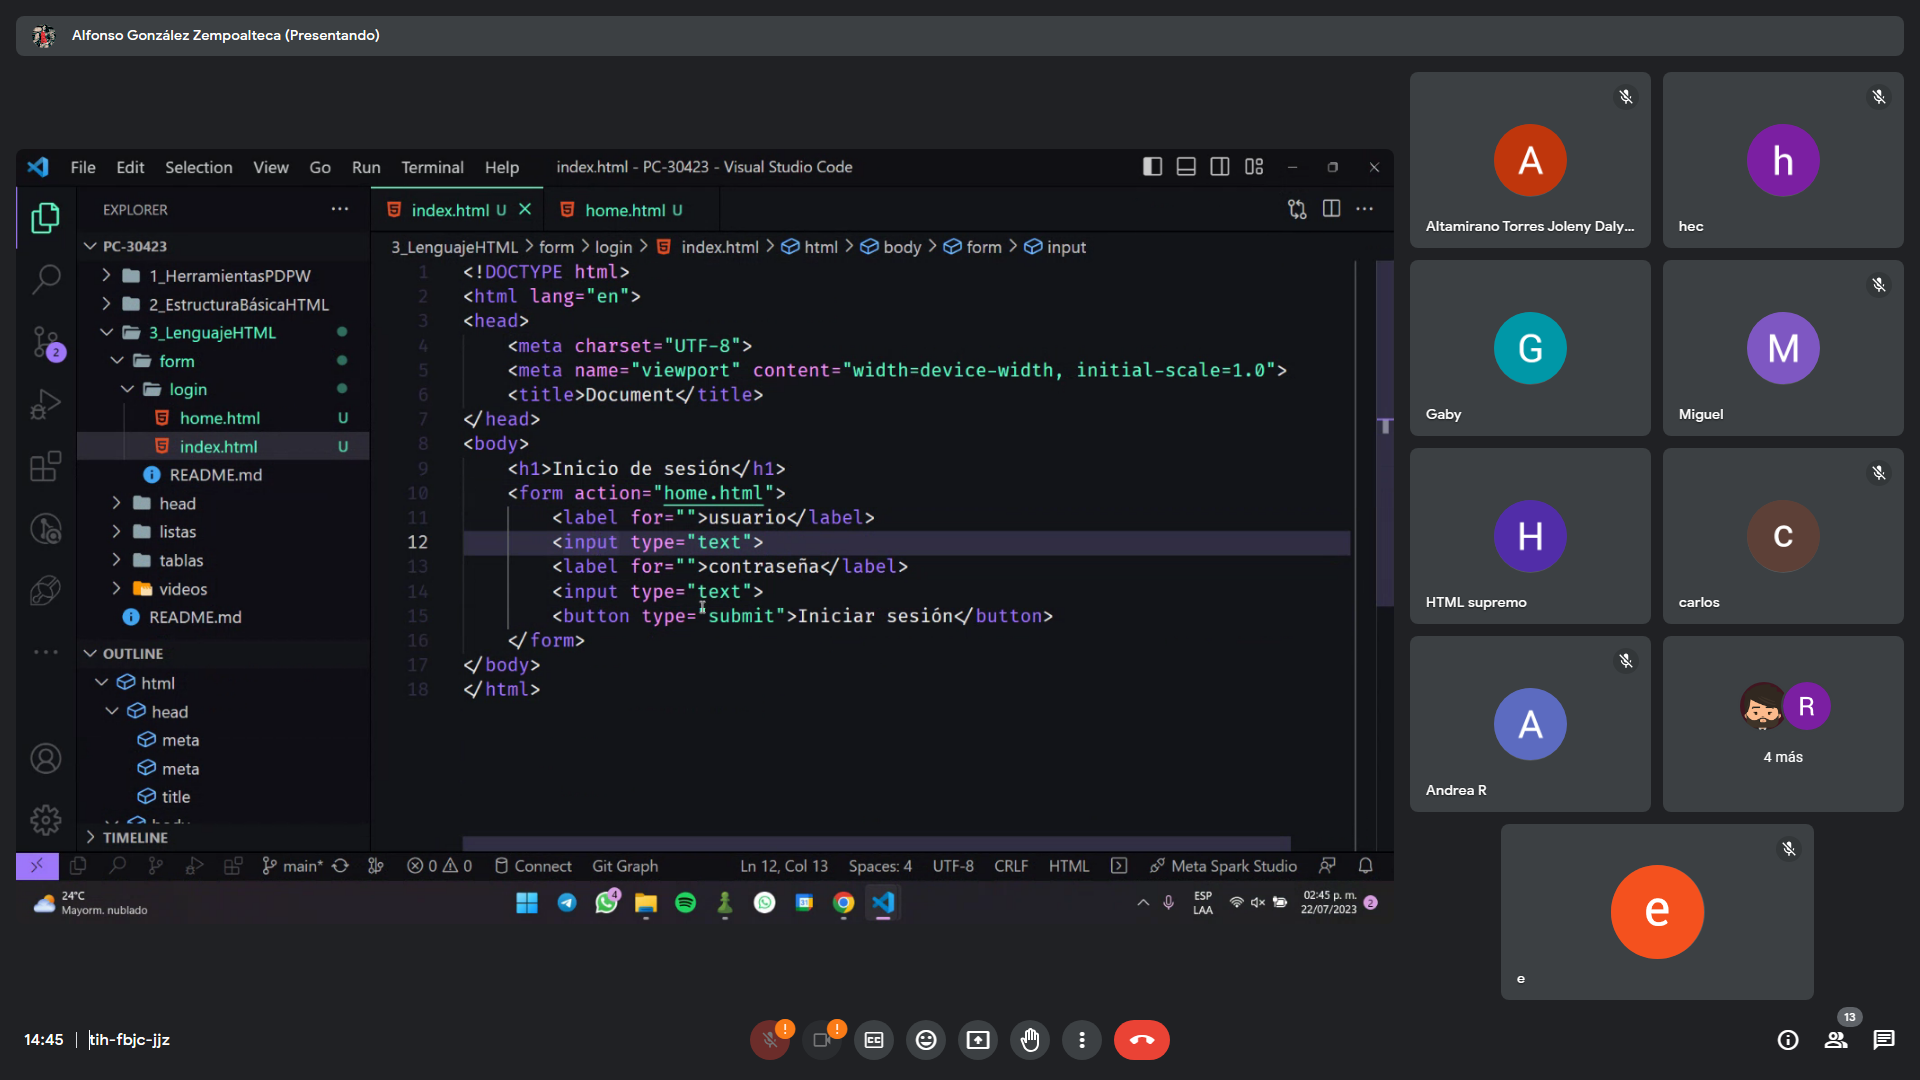 Alfonso González Zempoalteca (Presentando)
File Edit Selection View Go Run Terminal Help index.html - PC-30423 - Visual Studio Code
EXPLORER
PC-30423
1_HerramientasPDPW
2_EstructuraBásicaHTML
3_LenguajeHTML
form
login
home.html U
index.html U
README.md
head
listas
tablas
videos
README.md
OUTLINE
html
head
meta
meta
title
TIMELINE
2
index.html U
home.html U
3_LenguajeHTML > form > login > index.html > html > body > form > input
1 <!DOCTYPE html>
2 <html lang="en">
3 <head>
4 <meta charset="UTF-8">
5 <meta name="viewport" content="width=device-width, initial-scale=1.0">
6 <title>Document</title>
7 </head>
8 <body>
9 <h1>Inicio de sesión</h1>
10 <form action="home.html">
11 <label for="">usuario</label>
12 <input type="text">
13 <label for="">contraseña</label>
14 <input type="text">
15 <button type="submit">Iniciar sesión</button>
16 </form>
17 </body>
18 </html>
main* 0 0 Connect Git Graph Ln 12, Col 13 Spaces: 4 UTF-8 CRLF HTML Meta Spark Studio
24°C
Mayorm. nublado
4
ESP
LAA
02:45 p. m.
22/07/2023
2
A
Altamirano Torres Joleny Daly...
h
hec
G
Gaby
M
Miguel
H
HTML supremo
c
carlos
A
Andrea R
R
4 más
e
e
14:45 | tih-fbjc-jjz
13